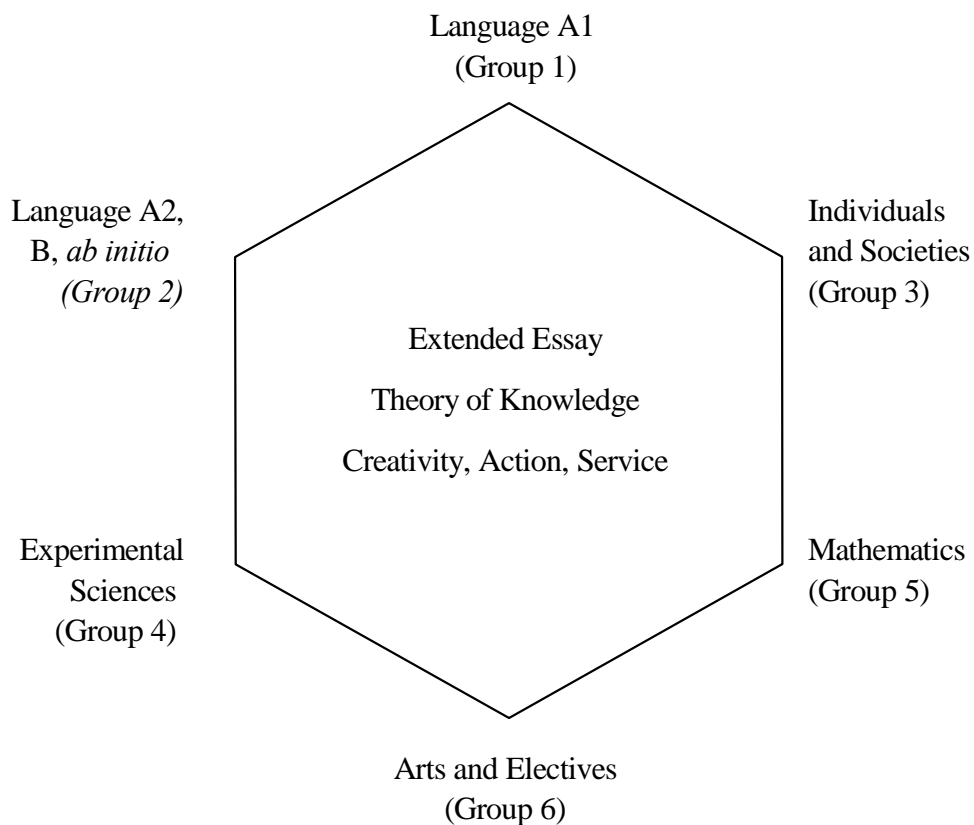 Language A1
(Group 1)
Language A2,
B, ab initio
(Group 2)
Individuals
and Societies
(Group 3)
Extended Essay
Theory of Knowledge
Creativity, Action, Service
Experimental
Sciences
(Group 4)
Mathematics
(Group 5)
Arts and Electives
(Group 6)